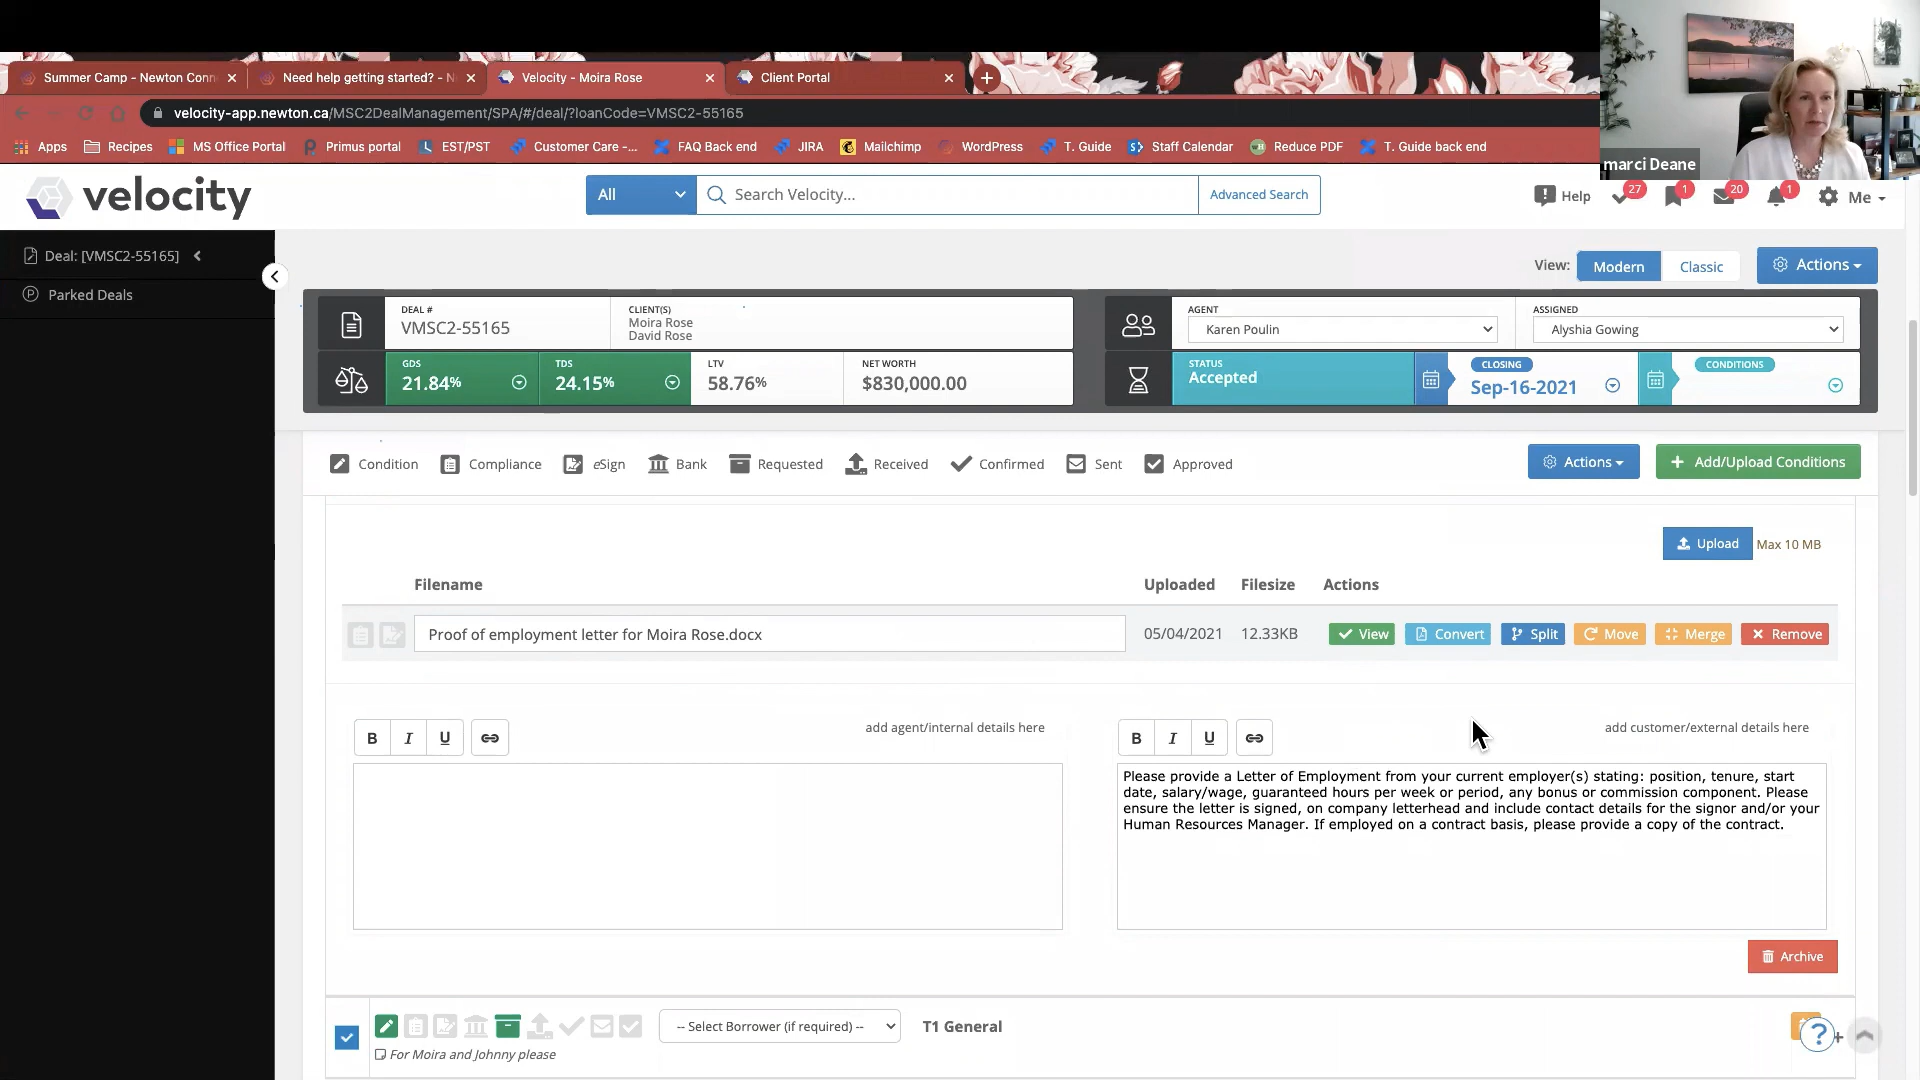 Summer Camp - Newton Conn
Need help getting started? - N
Velocity - Moira Rose
Client Portal
velocity-app.newton.ca/MSC2DealManagement/SPA/#/deal/?loanCode=VMSC2-55165
Apps
Recipes
MS Office Portal
Primus portal
EST/PST
Customer Care -...
FAQ Back end
JIRA
Mailchimp
WordPress
T. Guide
Staff Calendar
Reduce PDF
T. Guide back end
marci Deane
velocity
All
Search Velocity...
Advanced Search
Help
27
1
20
1
Me
Deal: [VMSC2-55165]
Parked Deals
View:
Modern
Classic
Actions
DEAL #
VMSC2-55165
CLIENT(S)
Moira Rose
David Rose
AGENT
Karen Poulin
ASSIGNED
Alyshia Gowing
GDS
21.84%
TDS
24.15%
LTV
58.76%
NET WORTH
$830,000.00
STATUS
Accepted
CLOSING
Sep-16-2021
CONDITIONS
Condition
Compliance
eSign
Bank
Requested
Received
Confirmed
Sent
Approved
Actions
+ Add/Upload Conditions
Upload
Max 10 MB
Filename
Uploaded
Filesize
Actions
Proof of employment letter for Moira Rose.docx
05/04/2021
12.33KB
View
Convert
Split
Move
Merge
Remove
B I U
add agent/internal details here
B I U
add customer/external details here
Please provide a Letter of Employment from your current employer(s) stating: position, tenure, start
date, salary/wage, guaranteed hours per week or period, any bonus or commission component. Please
ensure the letter is signed, on company letterhead and include contact details for the signor and/or your
Human Resources Manager. If employed on a contract basis, please provide a copy of the contract.
Archive
-- Select Borrower (if required) --
T1 General
For Moira and Johnny please
?